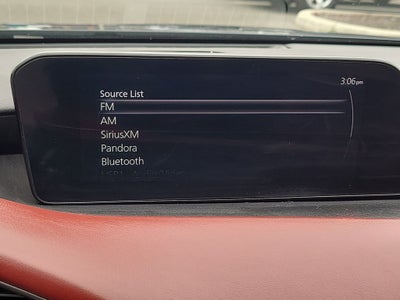 3:06pm
Source List
FM
AM
SiriusXM
Pandora
Bluetooth